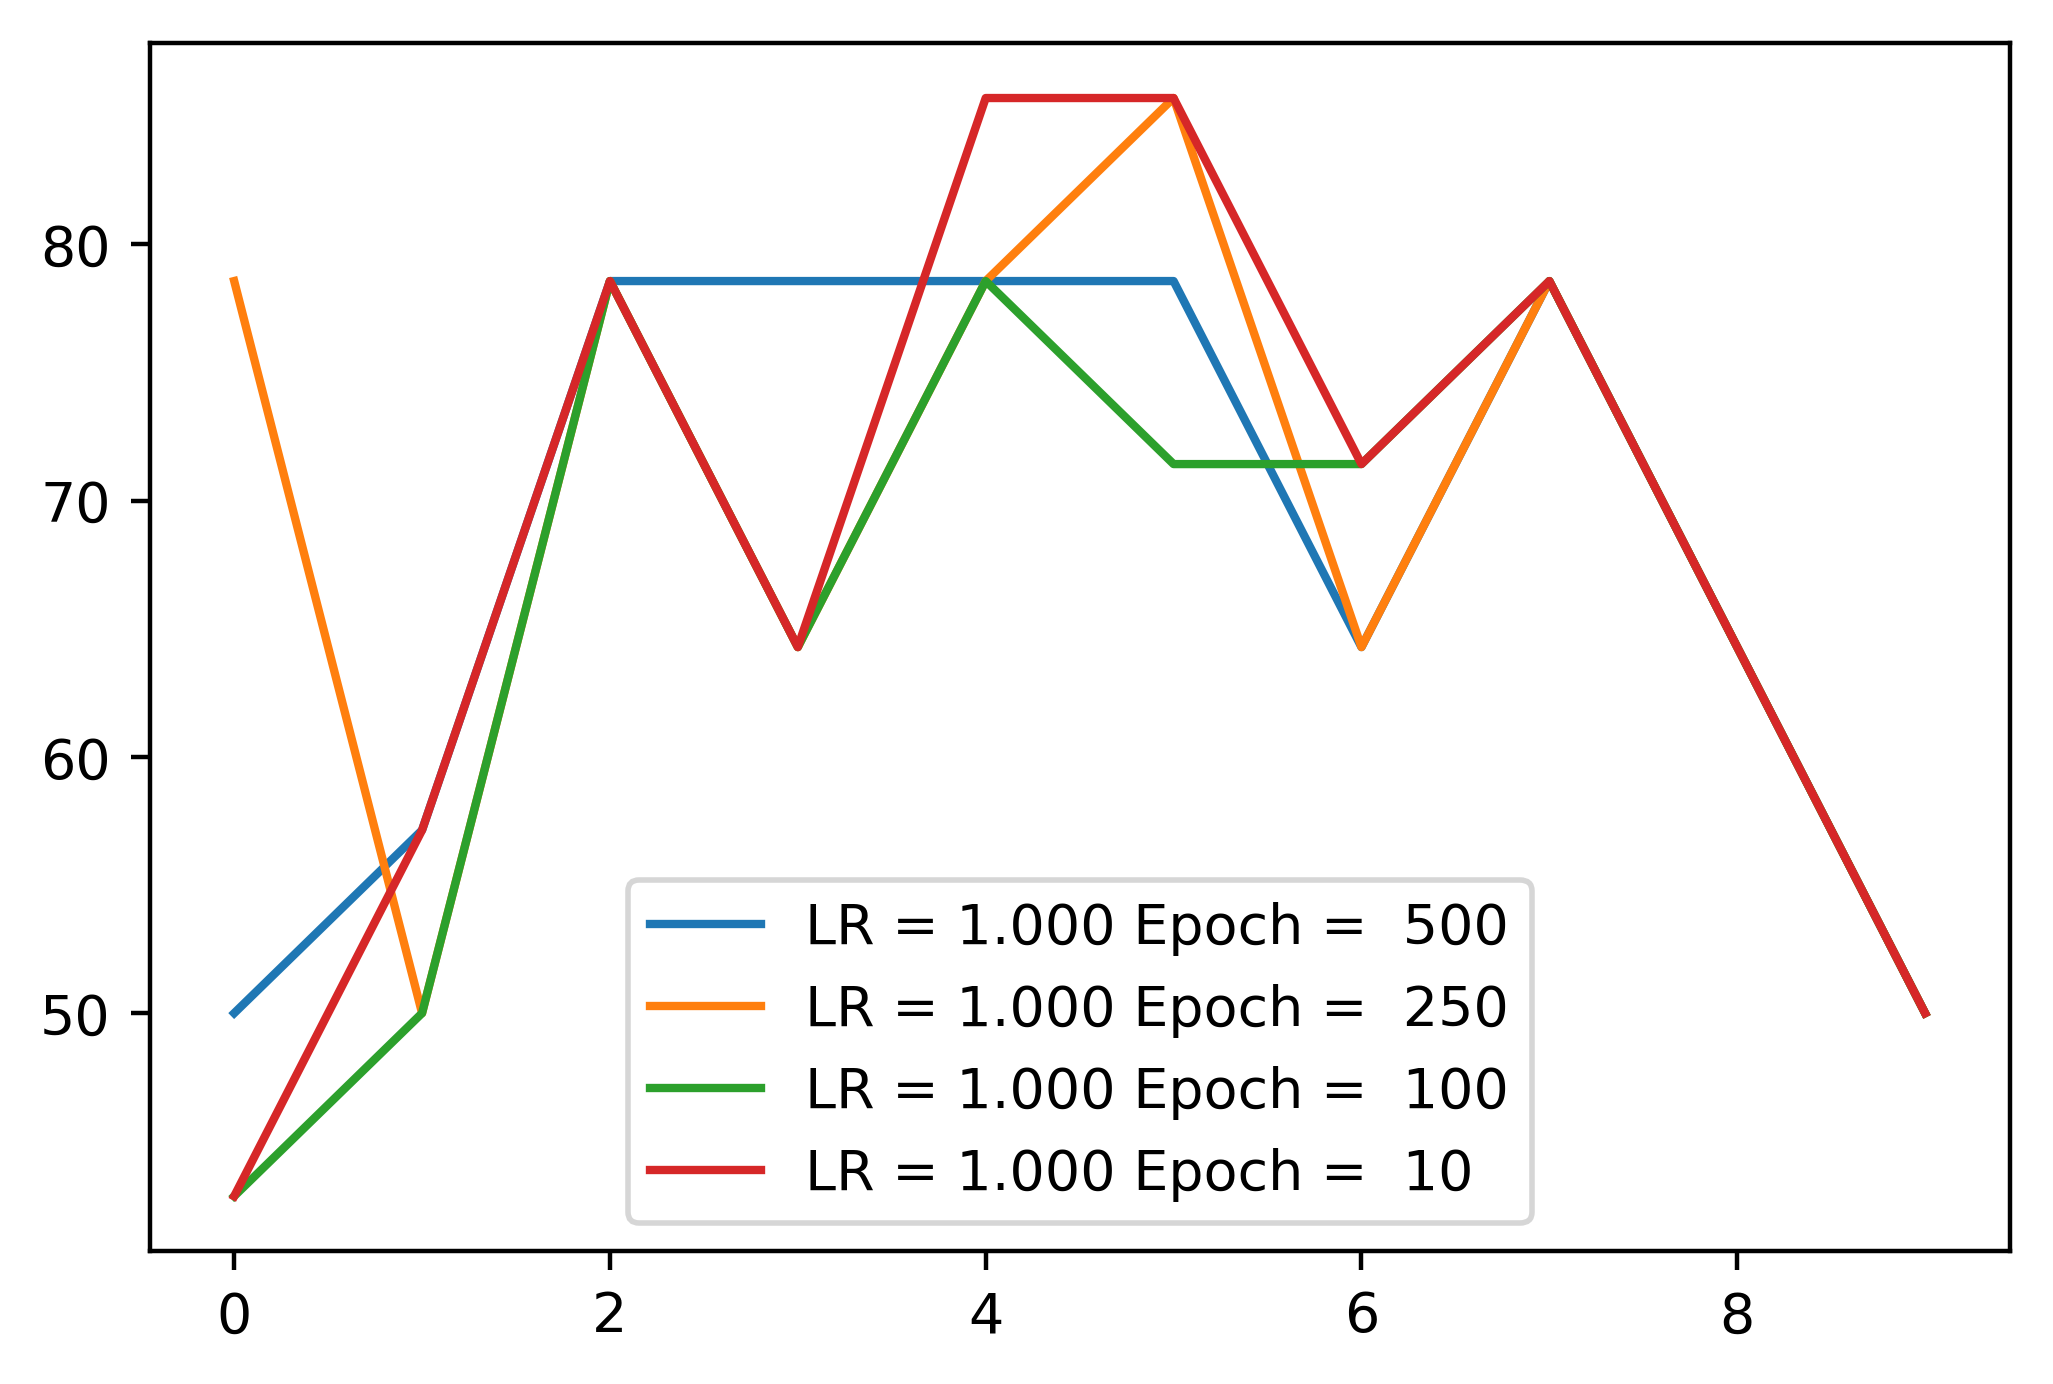 80
70
60
50
LR = 1.000 Epoch =  500
LR = 1.000 Epoch =  250
LR = 1.000 Epoch =  100
LR = 1.000 Epoch =  10
0 2 4 6 8